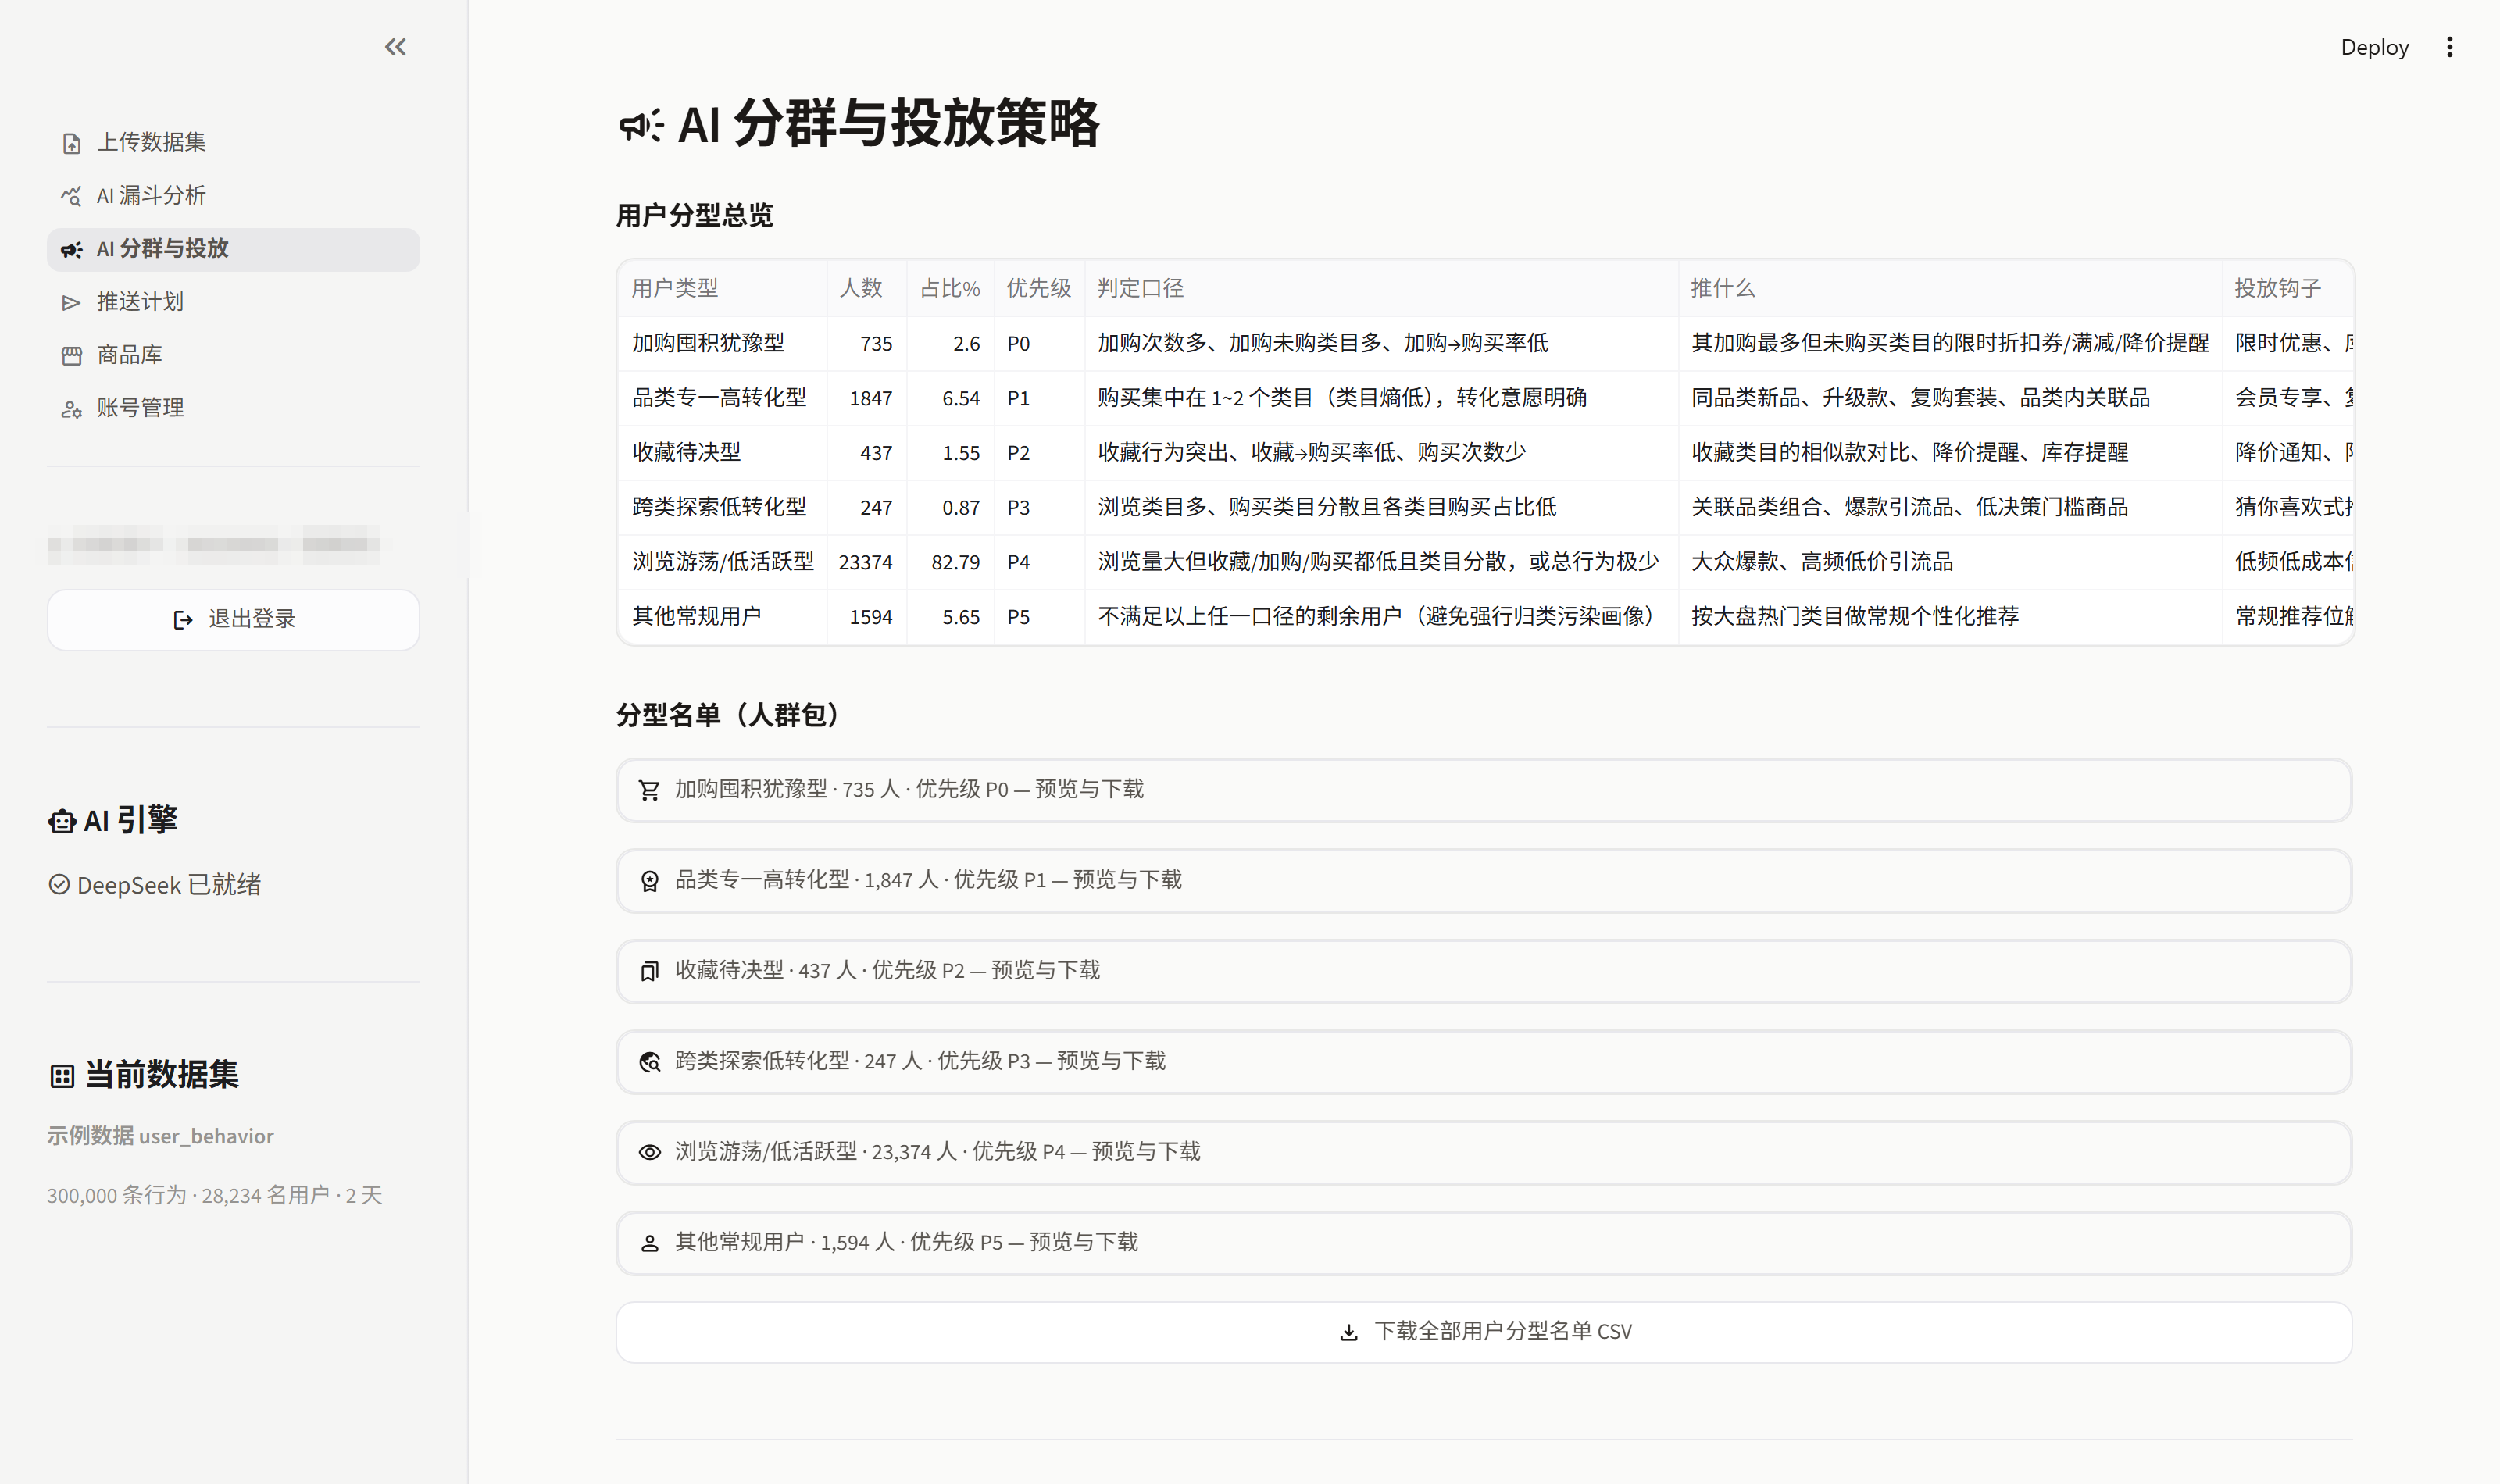 Deploy
上传数据集
AI 漏斗分析
AI 分群与投放
推送计划
商品库
账号管理
退出登录
AI 引擎
DeepSeek 已就绪
当前数据集
示例数据 user_behavior
300,000 条行为 · 28,234 名用户 · 2 天
AI 分群与投放策略
用户分型总览
用户类型 人数 占比% 优先级 判定口径 推什么 投放钩子
加购囤积犹豫型 735 2.6 P0 加购次数多、加购未购类目多、加购→购买率低 其加购最多但未购买类目的限时折扣券/满减/降价提醒 限时优惠、
品类专一高转化型 1847 6.54 P1 购买集中在 1~2 个类目（类目熵低），转化意愿明确 同品类新品、升级款、复购套装、品类内关联品 会员专享、
收藏待决型 437 1.55 P2 收藏行为突出、收藏→购买率低、购买次数少 收藏类目的相似款对比、降价提醒、库存提醒 降价通知、
跨类探索低转化型 247 0.87 P3 浏览类目多、购买类目分散且各类目购买占比低 关联品类组合、爆款引流品、低决策门槛商品 猜你喜欢式
浏览游荡/低活跃型 23374 82.79 P4 浏览量大但收藏/加购/购买都低且类目分散，或总行为极少 大众爆款、高频低价引流品 低频低成本
其他常规用户 1594 5.65 P5 不满足以上任一口径的剩余用户（避免强行归类污染画像） 按大盘热门类目做常规个性化推荐 常规推荐位
分型名单（人群包）
加购囤积犹豫型 · 735 人 · 优先级 P0 — 预览与下载
品类专一高转化型 · 1,847 人 · 优先级 P1 — 预览与下载
收藏待决型 · 437 人 · 优先级 P2 — 预览与下载
跨类探索低转化型 · 247 人 · 优先级 P3 — 预览与下载
浏览游荡/低活跃型 · 23,374 人 · 优先级 P4 — 预览与下载
其他常规用户 · 1,594 人 · 优先级 P5 — 预览与下载
下载全部用户分型名单 CSV